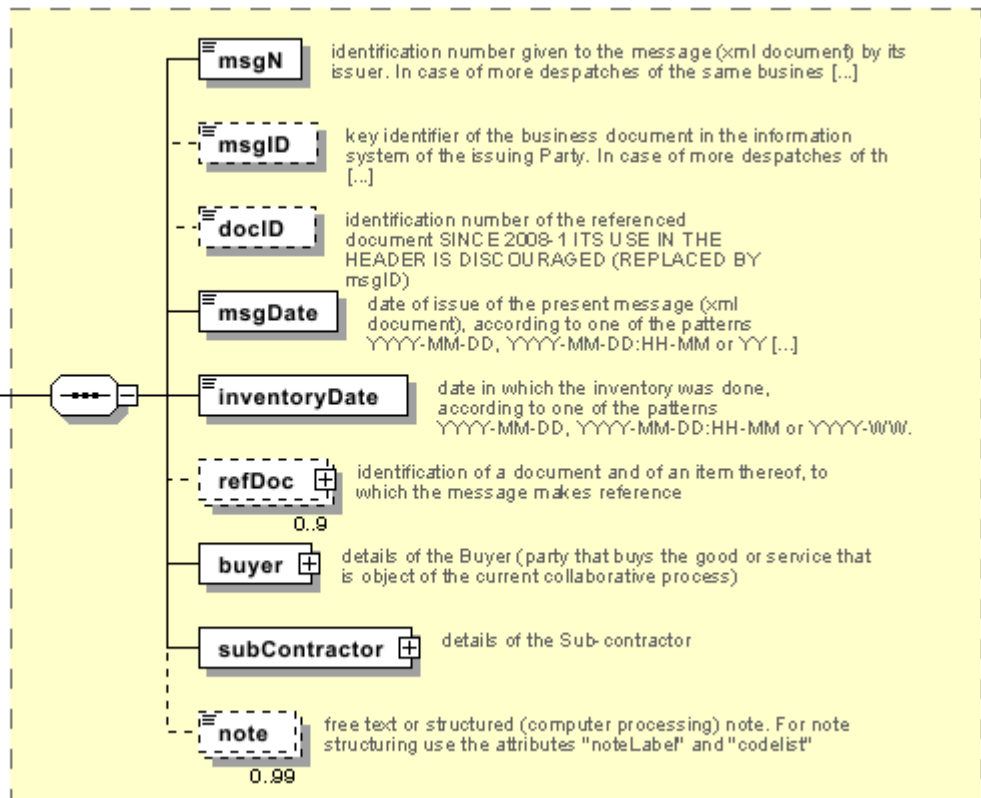 msgN
identification number given to the message (xml document) by its
issuer. In case of more despatches of the same busines [...]
msgID
key identifier of the business document in the information
system of the issuing Party. In case of more despatches of th
[...]
docID
identification number of the referenced
document SINCE 2008-1 ITS USE IN THE
HEADER IS DISCOURAGED (REPLACED BY
msgID)
msgDate
date of issue of the present message (xml
document), according to one of the patterns
YYYY-MM-DD, YYYY-MM-DD:HH-MM or YY [...]
inventoryDate
date in which the inventory was done,
according to one of the patterns
YYYY-MM-DD, YYYY-MM-DD:HH-MM or YYYY-WW.
refDoc
0..9
identification of a document and of an item thereof, to
which the message makes reference
buyer
details of the Buyer (party that buys the good or service that
is object of the current collaborative process)
subContractor
details of the Sub-contractor
note
0..99
free text or structured (computer processing) note. For note
structuring use the attributes "noteLabel" and "codelist"